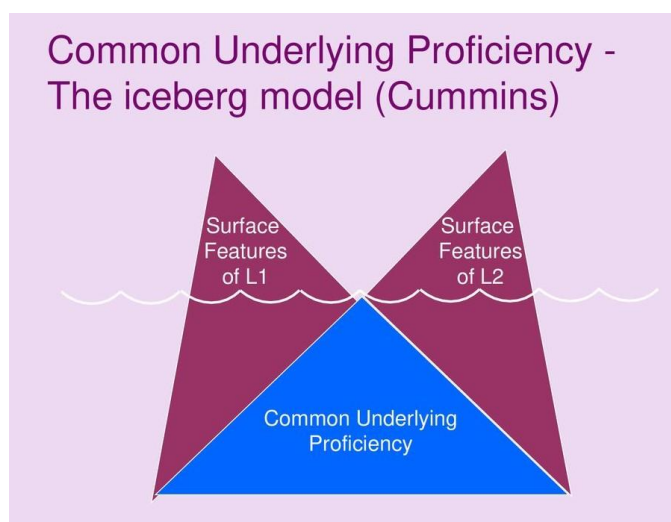 Common Underlying Proficiency -
The iceberg model (Cummins)
Surface
Features
of L1
Surface
Features
of L2
Common Underlying
Proficiency